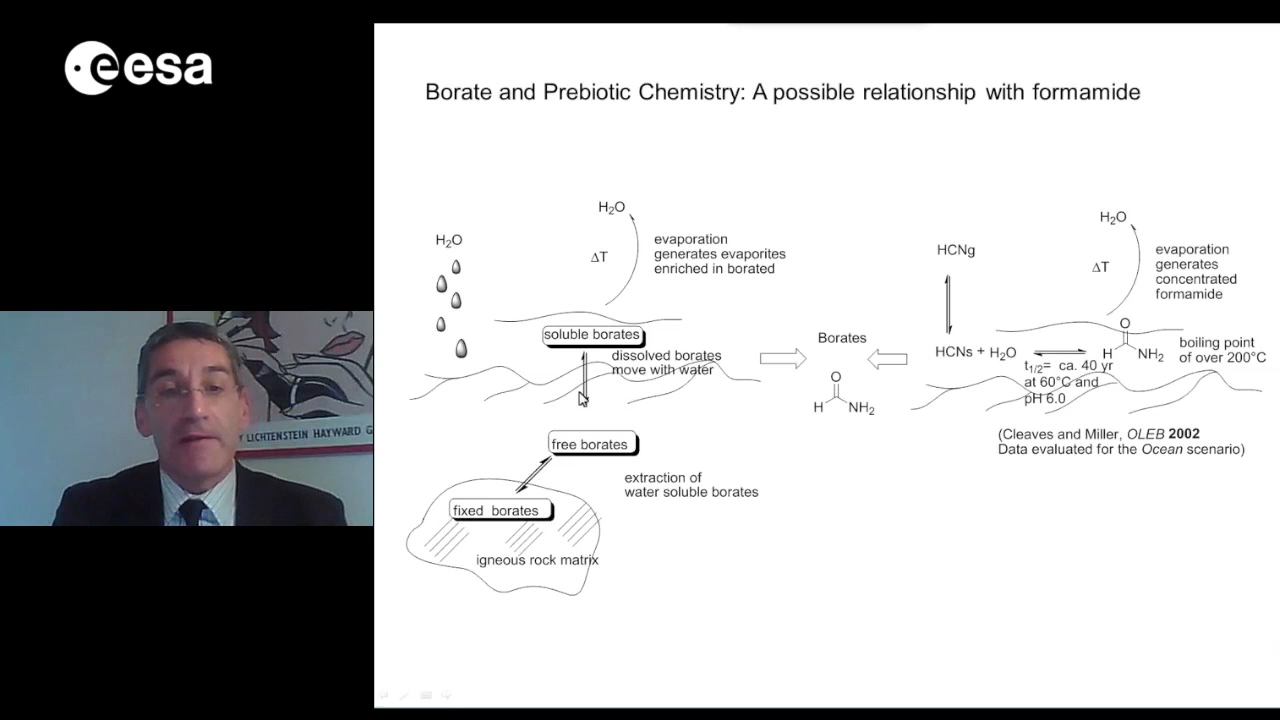 esa
Borate and Prebiotic Chemistry: A possible relationship with formamide
H₂O
H₂O
ΔT
evaporation
generates evaporites
enriched in borated
soluble borates
dissolved borates
move with water
free borates
extraction of
water soluble borates
fixed borates
igneous rock matrix
Borates
O
H NH₂
HCNg
HCNs + H₂O
t₁/₂= ca. 40 yr
at 60°C and
pH 6.0
H₂O
ΔT
evaporation
generates
concentrated
formamide
O
H NH₂
boiling point
of over 200°C
(Cleaves and Miller, OLEB 2002
Data evaluated for the Ocean scenario)
Y LICHTENSTEIN HAYWARD G